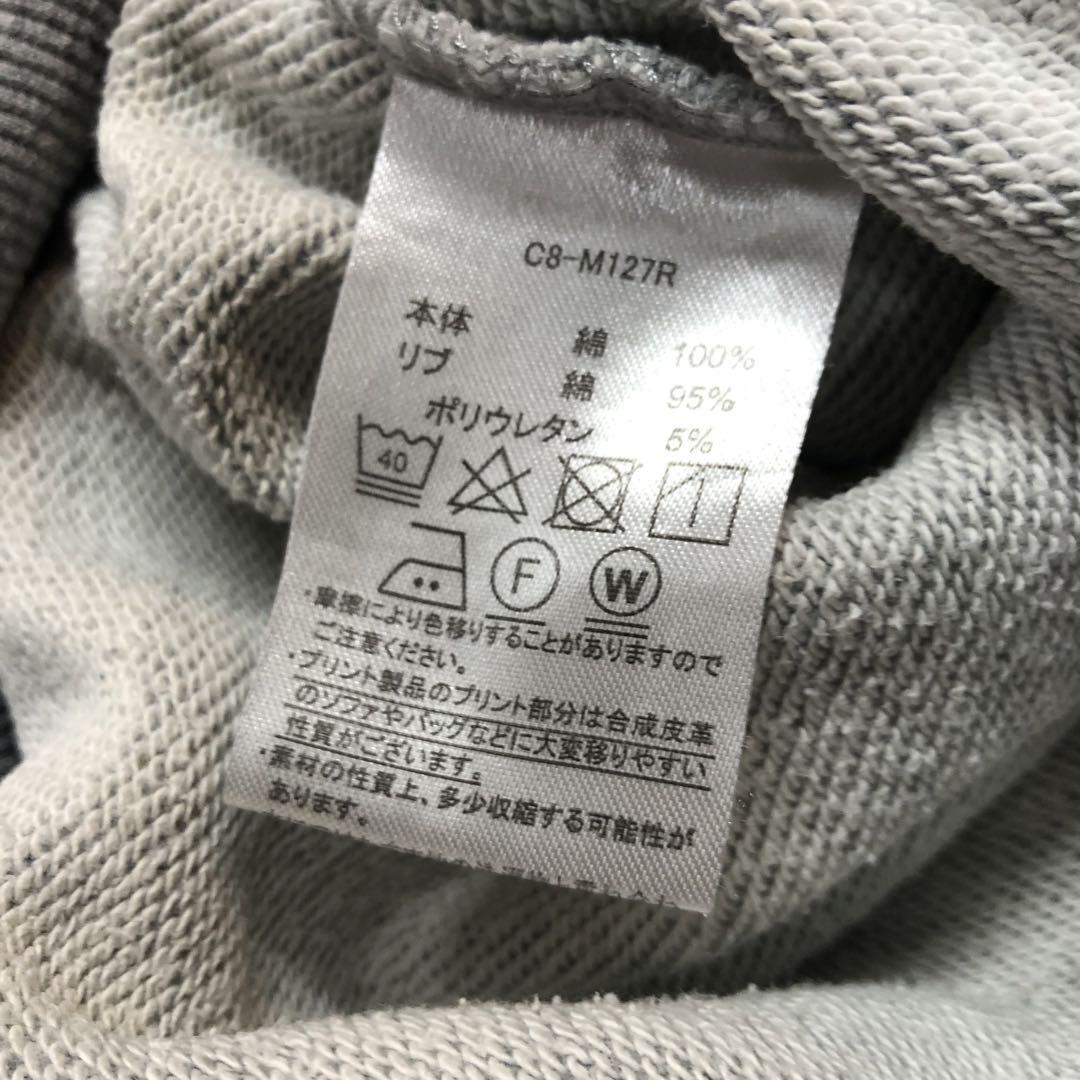 C8-M127R
本体 綿 100%
リブ 綿 95%
ポリウレタン 5%
40
F W
・摩擦により色移りすることがありますので
ご注意ください。
・プリント製品のプリント部分は合成皮革
のソファやバッグなどに大変移りやすい
性質がございます。
・素材の性質上、多少収縮する可能性が
あります。